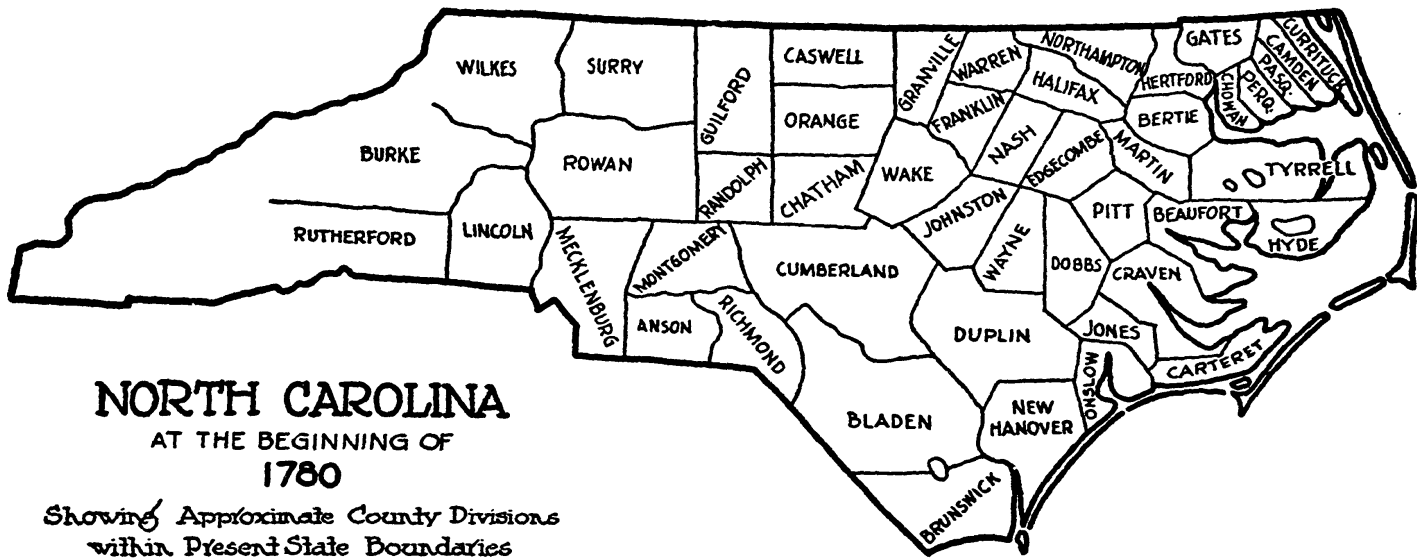 WILKES
SURRY
GUILFORD
CASWELL
GRANVILLE
WARREN
NORTHAMPTON
GATES
CURRITUCK
CAMDEN
PASQ.
PERQ.
CHOWAN
HERTFORD
HALIFAX
FRANKLIN
ORANGE
BERTIE
BURKE
ROWAN
RANDOLPH
CHATHAM
WAKE
NASH
EDGECOMBE
MARTIN
TYRRELL
RUTHERFORD
LINCOLN
MECKLENBURG
MONTGOMERY
CUMBERLAND
JOHNSTON
WAYNE
DOBBS
PITT
BEAUFORT
HYDE
CRAVEN
ANSON
RICHMOND
DUPLIN
JONES
CARTERET
ONSLOW
BLADEN
NEW
HANOVER
BRUNSWICK
NORTH CAROLINA
AT THE BEGINNING OF
1780
Showing Approximate County Divisions
within Present State Boundaries